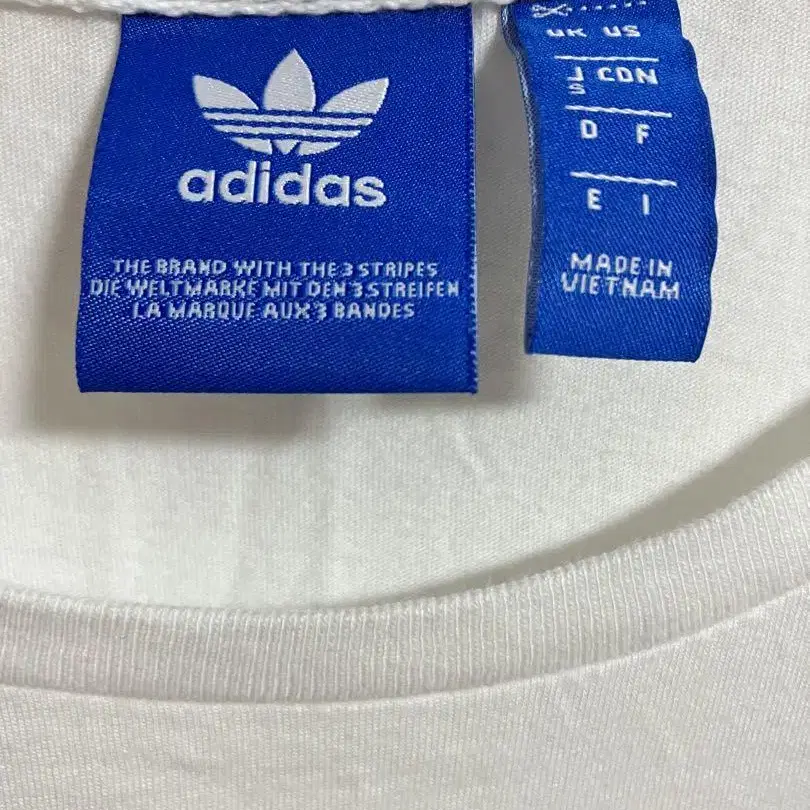 adidas
THE BRAND WITH THE 3 STRIPES
DIE WELTMARKE MIT DEN 3 STREIFEN
LA MARQUE AUX 3 BANDES
UK US
J CDN
S
D F
E I
MADE IN
VIETNAM